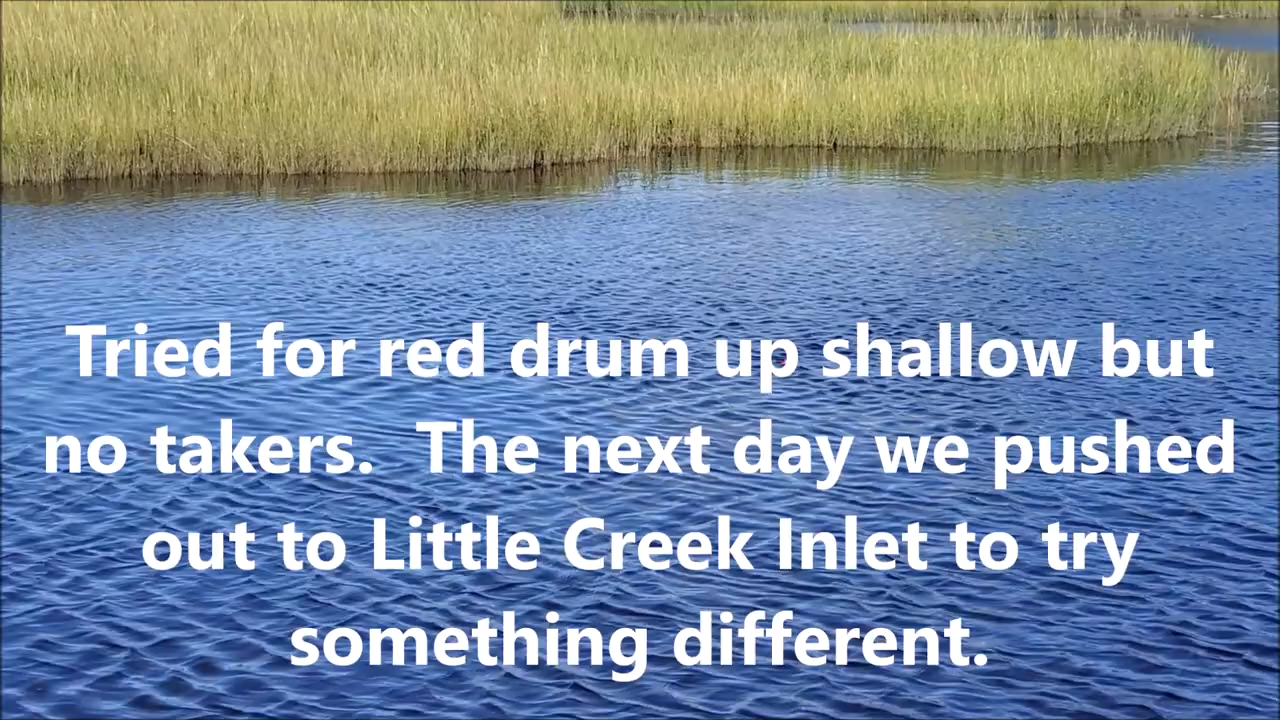 Tried for red drum up shallow but
no takers.  The next day we pushed
out to Little Creek Inlet to try
something different.